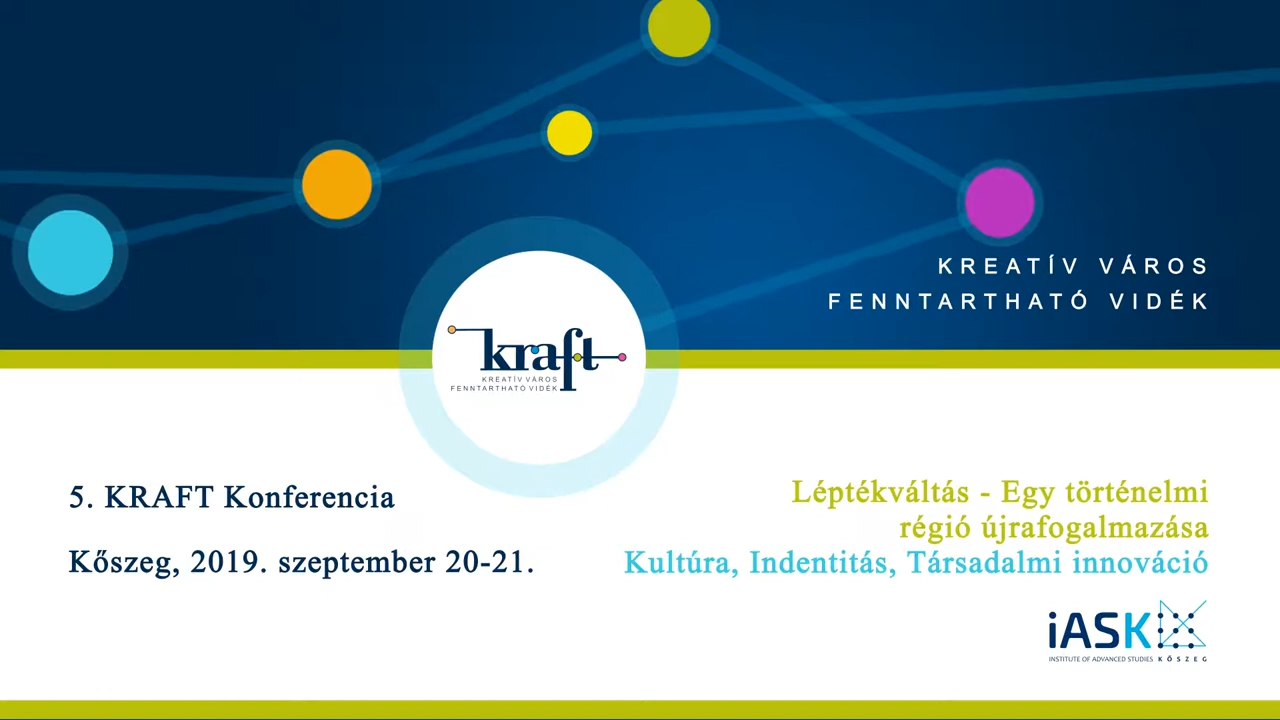 KREATÍV VÁROS
FENNTARTHATÓ VIDÉK
kraft
KREATÍV VÁROS
FENNTARTHATÓ VIDÉK
5. KRAFT Konferencia
Kőszeg, 2019. szeptember 20-21.
Léptékváltás - Egy történelmi
régió újrafogalmazása
Kultúra, Indentitás, Társadalmi innováció
iASK
INSTITUTE OF ADVANCED STUDIES KŐSZEG